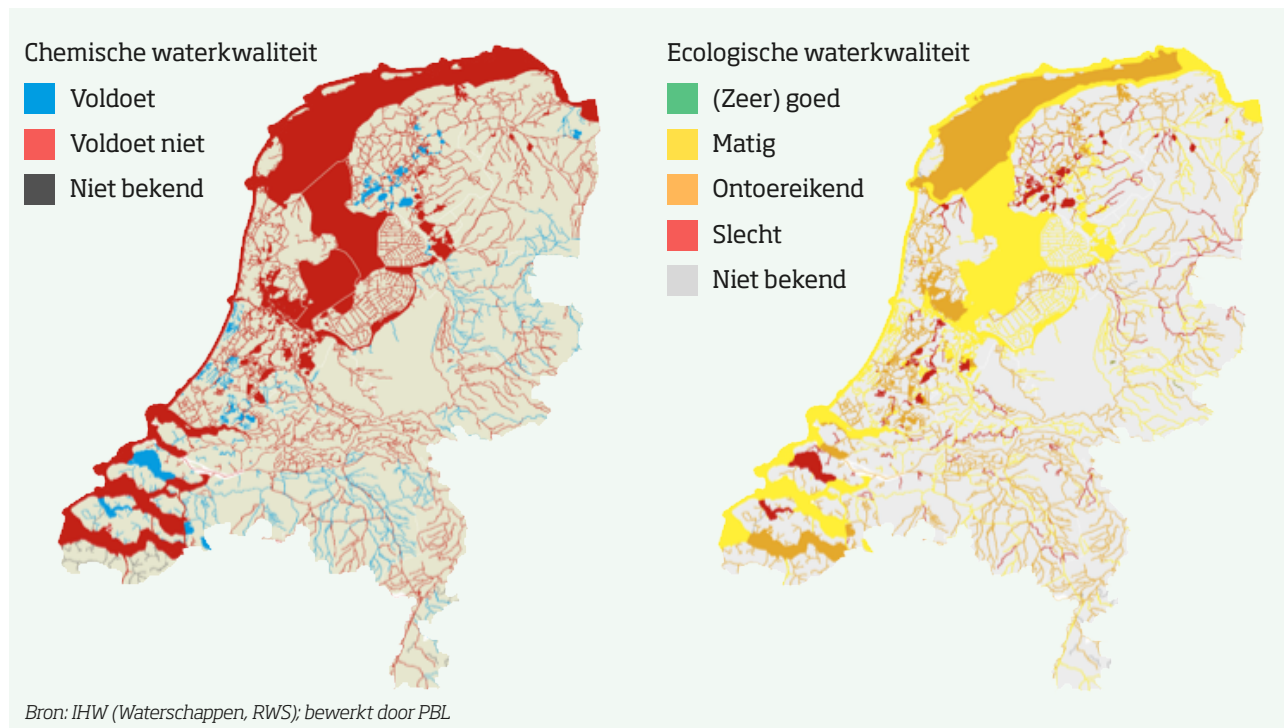 Chemische waterkwaliteit
Voldoet
Voldoet niet
Niet bekend
Ecologische waterkwaliteit
(Zeer) goed
Matig
Ontoereikend
Slecht
Niet bekend
Bron: IHW (Waterschappen, RWS); bewerkt door PBL